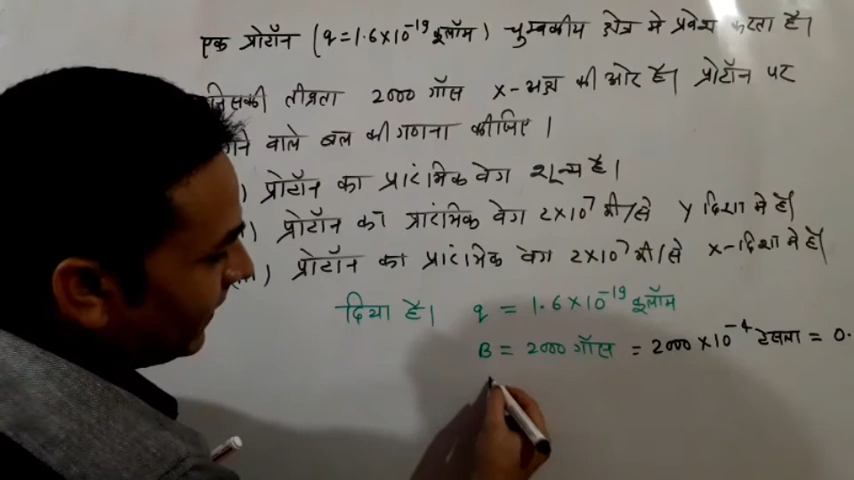 एक प्रोटॉन (q = 1.6×10⁻¹⁹ कूलॉम) चुम्बकीय क्षेत्र मे प्रवेश करता है।
जिसकी तीव्रता 2000 गॉस x-अक्ष की ओर है। प्रोटॉन पर
वाले बल की गणना कीजिए।
) प्रोटॉन का प्रारंभिक वेग शून्य है।
) प्रोटॉन का प्रारंभिक वेग 2×10⁷ मी/से Y दिशा मे है।
) प्रोटॉन का प्रारंभिक वेग 2×10⁷ मी/से x-दिशा मे है।
दिया है। q = 1.6×10⁻¹⁹ कूलॉम
B = 2000 गॉस = 2000×10⁻⁴ टेसला = 0.